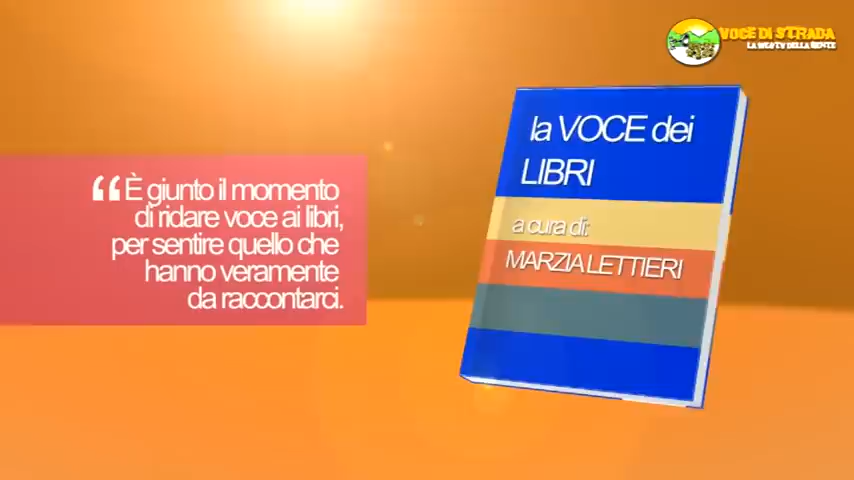 VOCE DI STRADA
LA WEB TV DELLA GENTE
la VOCE dei
LIBRI
a cura di:
MARZIA LETTIERI
“È giunto il momento
di ridare voce ai libri,
per sentire quello che
hanno veramente
da raccontarci.